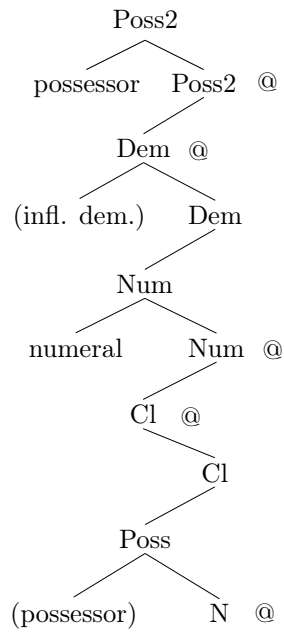 Poss2
possessor Poss2 @
Dem @
(infl. dem.) Dem
Num
numeral Num @
Cl @
Cl
Poss
(possessor) N @